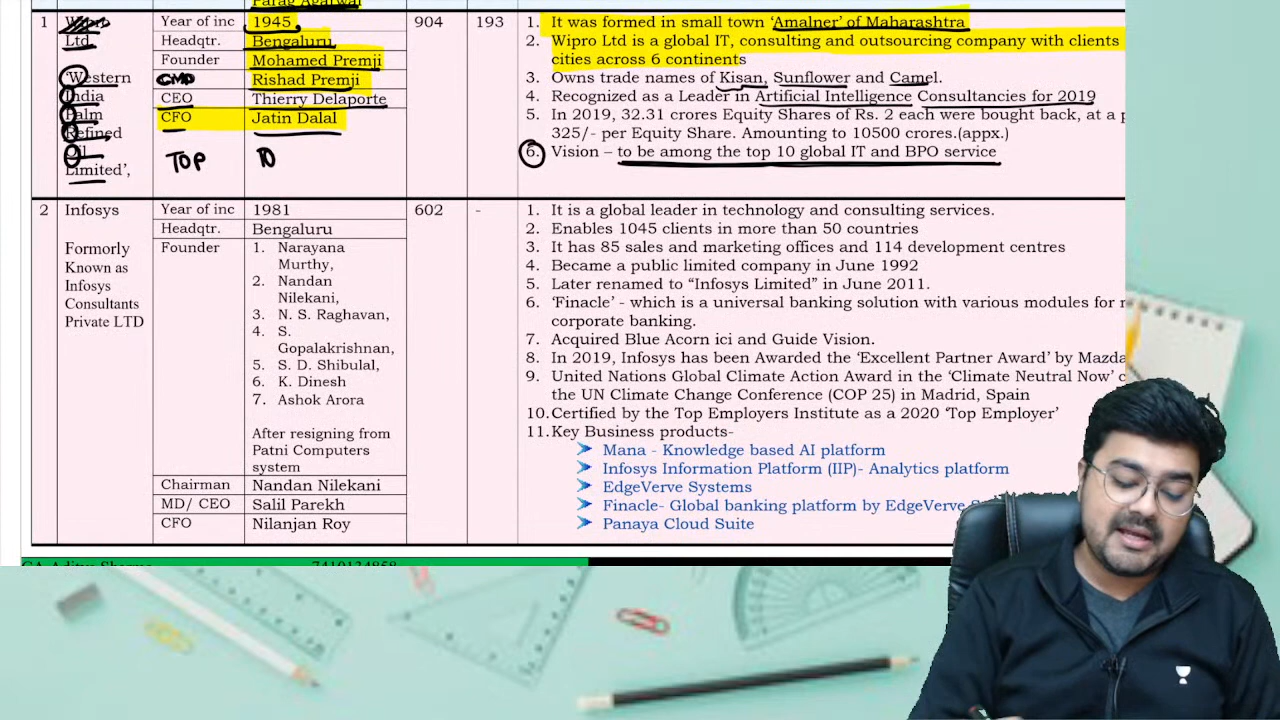 Parag Agarwal
1 Wipro Ltd 'Western India Palm Refined Oil Limited',
Year of inc 1945 904 193
Headqtr. Bengaluru
Founder Mohamed Premji
CMD Rishad Premji
CEO Thierry Delaporte
CFO Jatin Dalal
TOP 10
1. It was formed in small town 'Amalner' of Maharashtra
2. Wipro Ltd is a global IT, consulting and outsourcing company with clients
cities across 6 continents
3. Owns trade names of Kisan, Sunflower and Camel.
4. Recognized as a Leader in Artificial Intelligence Consultancies for 2019
5. In 2019, 32.31 crores Equity Shares of Rs. 2 each were bought back, at a p
325/- per Equity Share. Amounting to 10500 crores.(appx.)
6. Vision – to be among the top 10 global IT and BPO service
2 Infosys
Formorly
Known as
Infosys
Consultants
Private LTD
Year of inc 1981 602 -
Headqtr. Bengaluru
Founder 1. Narayana
Murthy,
2. Nandan
Nilekani,
3. N. S. Raghavan,
4. S.
Gopalakrishnan,
5. S. D. Shibulal,
6. K. Dinesh
7. Ashok Arora
After resigning from
Patni Computers
system
Chairman Nandan Nilekani
MD/ CEO Salil Parekh
CFO Nilanjan Roy
1. It is a global leader in technology and consulting services.
2. Enables 1045 clients in more than 50 countries
3. It has 85 sales and marketing offices and 114 development centres
4. Became a public limited company in June 1992
5. Later renamed to "Infosys Limited" in June 2011.
6. 'Finacle' - which is a universal banking solution with various modules for
corporate banking.
7. Acquired Blue Acorn ici and Guide Vision.
8. In 2019, Infosys has been Awarded the 'Excellent Partner Award' by Mazda
9. United Nations Global Climate Action Award in the 'Climate Neutral Now'
the UN Climate Change Conference (COP 25) in Madrid, Spain
10.Certified by the Top Employers Institute as a 2020 'Top Employer'
11.Key Business products-
➤ Mana - Knowledge based AI platform
➤ Infosys Information Platform (IIP)- Analytics platform
➤ EdgeVerve Systems
➤ Finacle- Global banking platform by EdgeVerve
➤ Panaya Cloud Suite
CA Aditya Sharma 7410134858